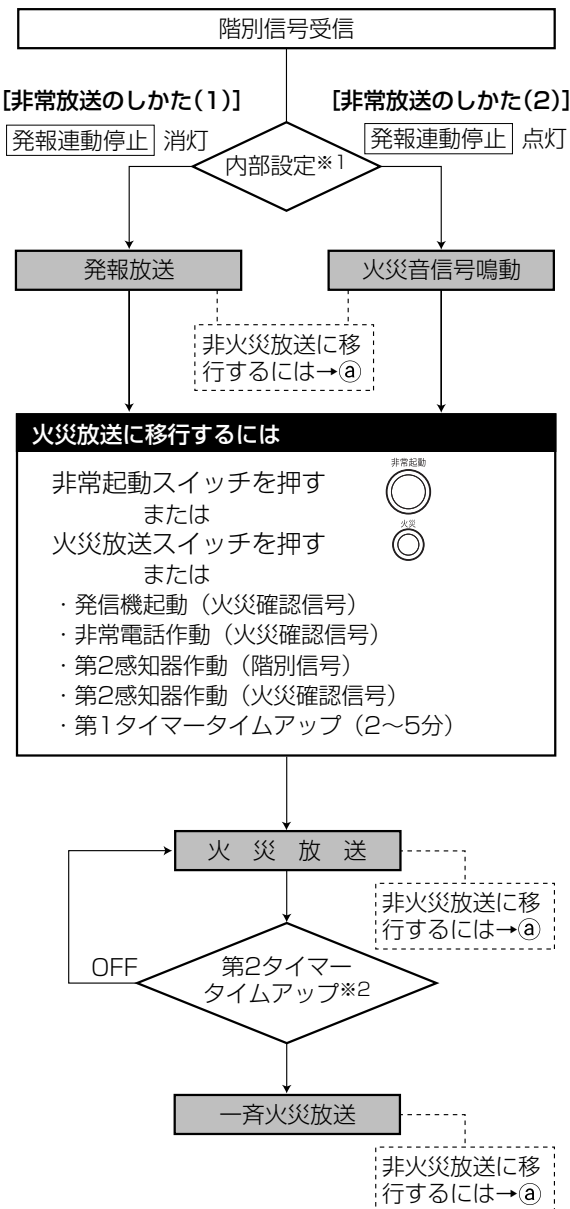 階別信号受信
[非常放送のしかた(1)]
発報連動停止 消灯
[非常放送のしかた(2)]
発報連動停止 点灯
内部設定※1
発報放送
火災音信号鳴動
非火災放送に移
行するには→ⓐ
火災放送に移行するには
非常起動スイッチを押す
非常起動
または
火災放送スイッチを押す
火災
または
・発信機起動（火災確認信号）
・非常電話作動（火災確認信号）
・第2感知器作動（階別信号）
・第2感知器作動（火災確認信号）
・第1タイマータイムアップ（2〜5分）
火 災 放 送
非火災放送に移
行するには→ⓐ
OFF
第2タイマー
タイムアップ※2
一斉火災放送
非火災放送に移
行するには→ⓐ